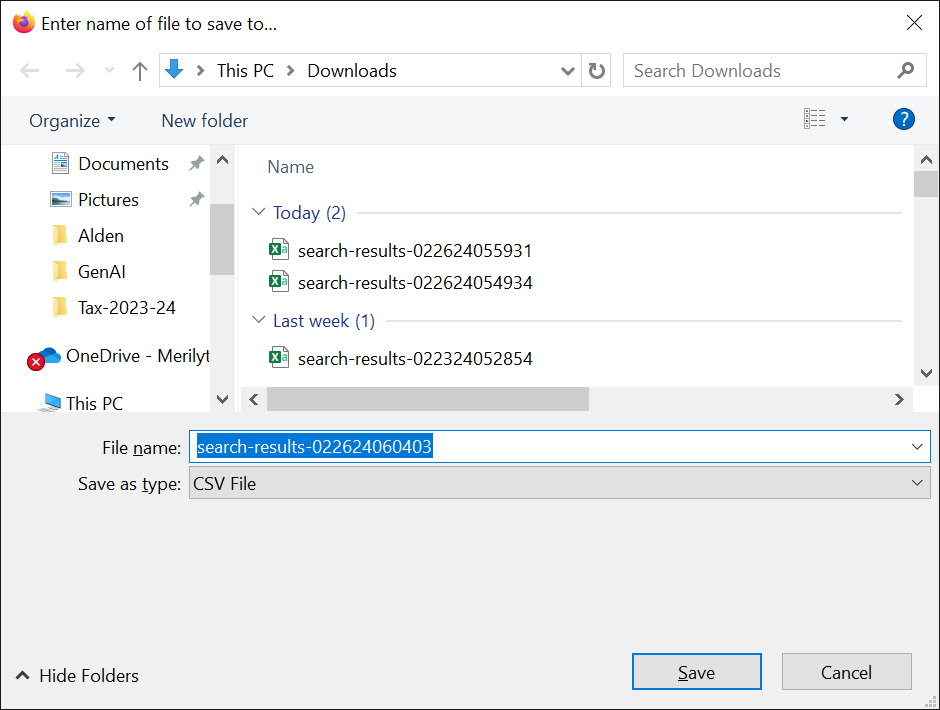 Enter name of file to save to...
This PC Downloads
Search Downloads
Organize
New folder
?
Documents
Pictures
Alden
GenAI
Tax-2023-24
OneDrive - Merilyt
This PC
Name
Today (2)
search-results-022624055931
search-results-022624054934
Last week (1)
search-results-022324052854
File name: search-results-022624060403
Save as type: CSV File
Hide Folders
Save
Cancel